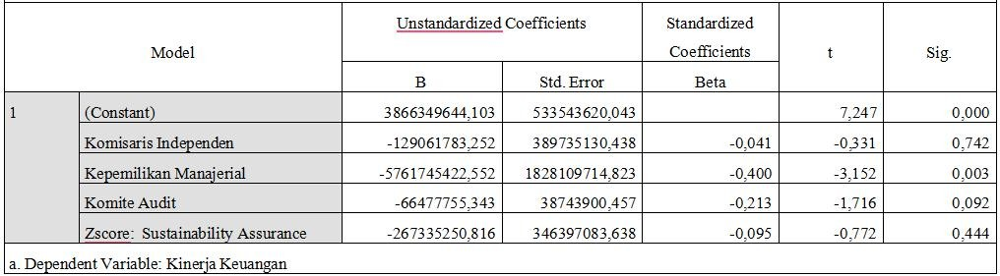 Model Unstandardized Coefficients Standardized Coefficients t Sig.
B Std. Error Beta
1 (Constant) 3866349644,103 533543620,043 7,247 0,000
Komisaris Independen -129061783,252 389735130,438 -0,041 -0,331 0,742
Kepemilikan Manajerial -5761745422,552 1828109714,823 -0,400 -3,152 0,003
Komite Audit -66477755,343 38743900,457 -0,213 -1,716 0,092
Zscore: Sustainability Assurance -267335250,816 346397083,638 -0,095 -0,772 0,444
a. Dependent Variable: Kinerja Keuangan